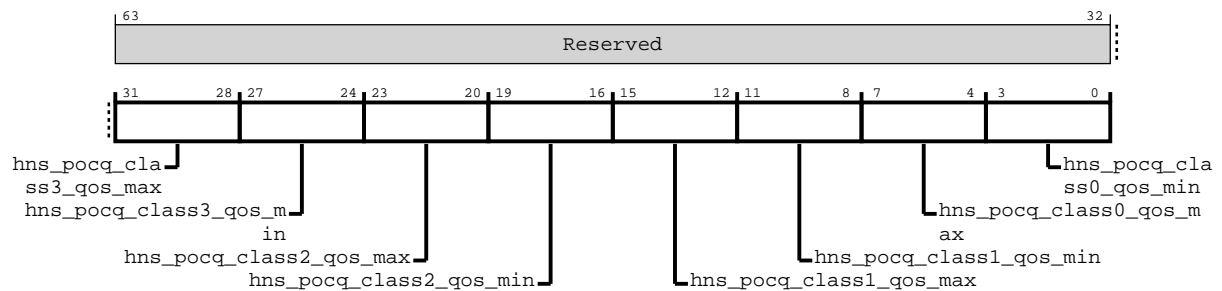 63 32
Reserved
31 28 27 24 23 20 19 16 15 12 11 8 7 4 3 0
hns_pocq_cla
ss3_qos_max
hns_pocq_cla
ss0_qos_min
hns_pocq_class3_qos_m
in
hns_pocq_class0_qos_m
ax
hns_pocq_class2_qos_max
hns_pocq_class1_qos_min
hns_pocq_class2_qos_min
hns_pocq_class1_qos_max